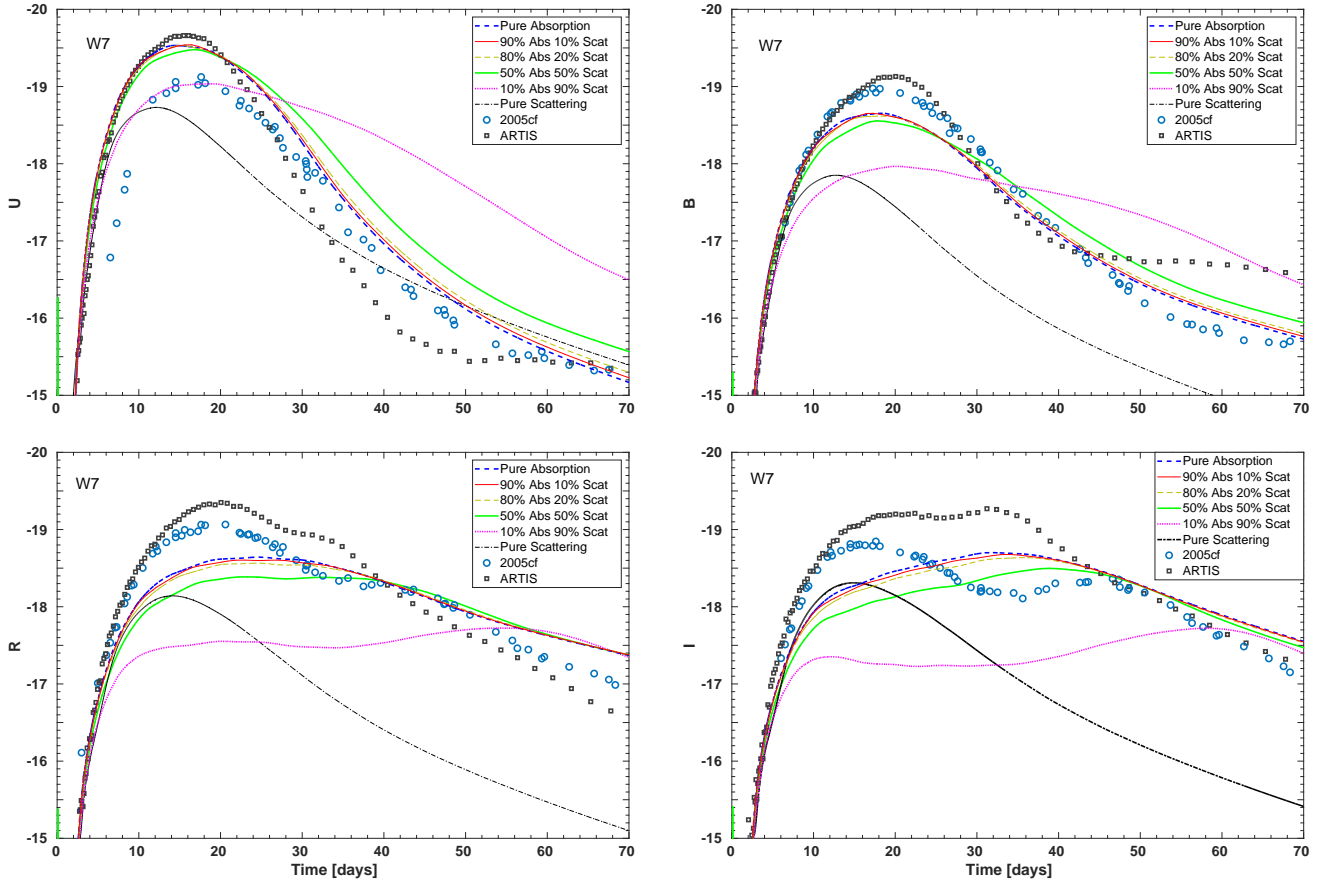 W7
Pure Absorption
90% Abs 10% Scat
80% Abs 20% Scat
50% Abs 50% Scat
10% Abs 90% Scat
Pure Scattering
2005cf
ARTIS
-20
-19
-18
-17
-16
-15
U
0 10 20 30 40 50 60 70
W7
Pure Absorption
90% Abs 10% Scat
80% Abs 20% Scat
50% Abs 50% Scat
10% Abs 90% Scat
Pure Scattering
2005cf
ARTIS
-20
-19
-18
-17
-16
-15
B
0 10 20 30 40 50 60 70
W7
Pure Absorption
90% Abs 10% Scat
80% Abs 20% Scat
50% Abs 50% Scat
10% Abs 90% Scat
Pure Scattering
2005cf
ARTIS
-20
-19
-18
-17
-16
-15
R
0 10 20 30 40 50 60 70
Time [days]
W7
Pure Absorption
90% Abs 10% Scat
80% Abs 20% Scat
50% Abs 50% Scat
10% Abs 90% Scat
Pure Scattering
2005cf
ARTIS
-20
-19
-18
-17
-16
-15
I
0 10 20 30 40 50 60 70
Time [days]